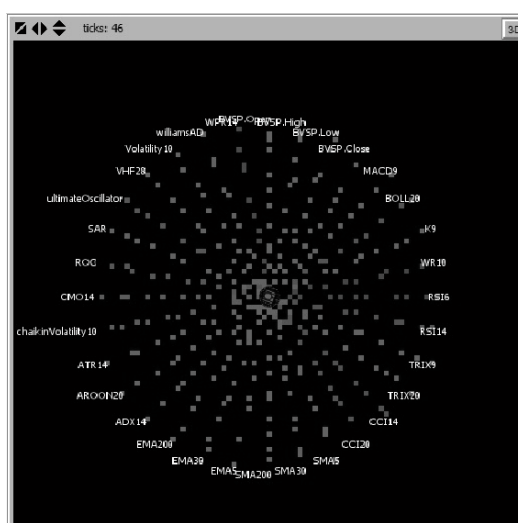 ticks: 46
3D
BVSP.Open
BVSP.High
WPR14
williamsAD
BVSP.Low
Volatility 10
BVSP.Close
VHF28
MACD9
ultimateOscillator
BOLL20
SAR
K9
ROC
WR10
CMO14
RSI6
chaikinVolatility10
RSI14
ATR14
TRIX9
AROON20
TRIX20
ADX14
CCI14
EMA200
CCI20
EMA30
SMA5
EMA5
SMA200
SMA30